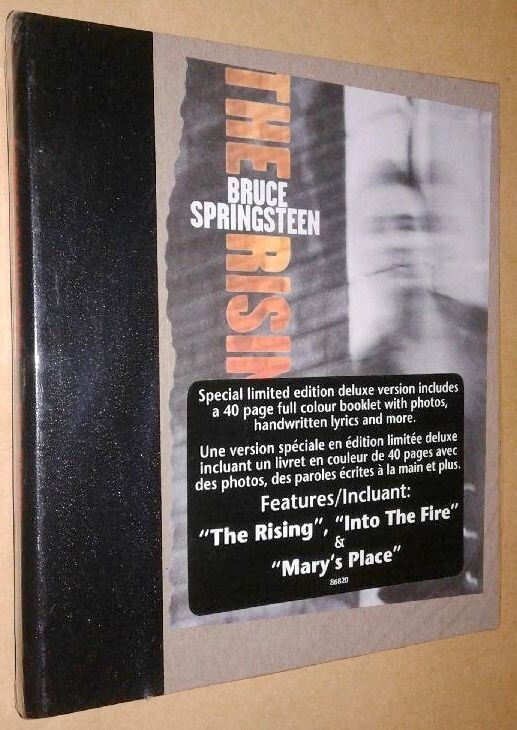 THE RISIN
BRUCE
SPRINGSTEEN
Special limited edition deluxe version includes
a 40 page full colour booklet with photos,
handwritten lyrics and more.
Une version spéciale en édition limitée deluxe
incluant un livret en couleur de 40 pages avec
des photos, des paroles écrites à la main et plus.
Features/Incluant:
“The Rising”, “Into The Fire”
&
“Mary’s Place”
86820